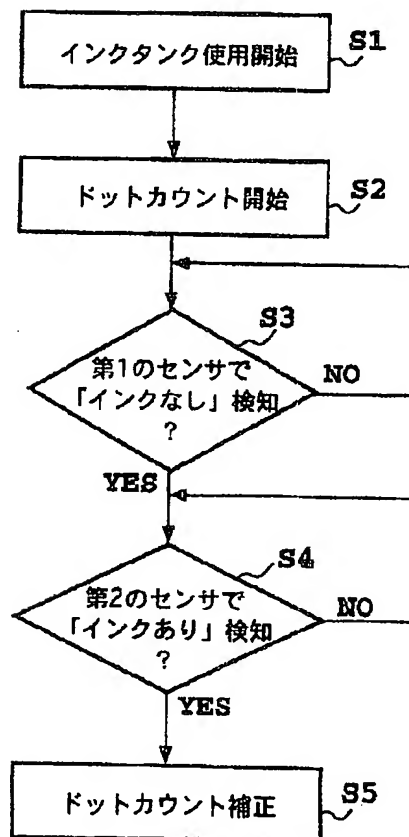 インクタンク使用開始
S1
ドットカウント開始
S2
S3
第1のセンサで
「インクなし」検知
?
NO
YES
S4
第2のセンサで
「インクあり」検知
?
NO
YES
ドットカウント補正
S5